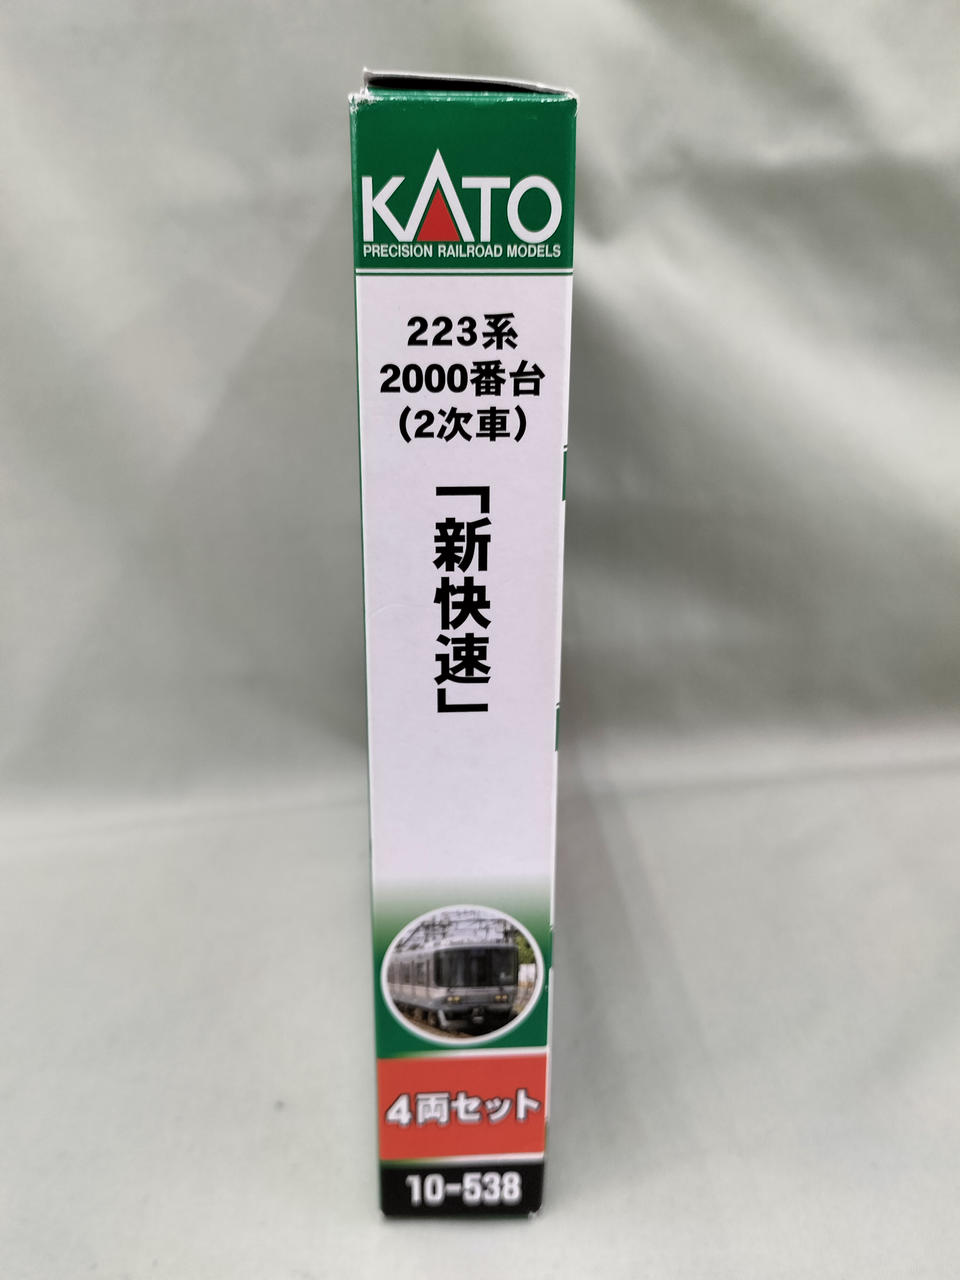 KATO
PRECISION RAILROAD MODELS
223系
2000番台
(2次車)
「新快速」
4両セット
10-538